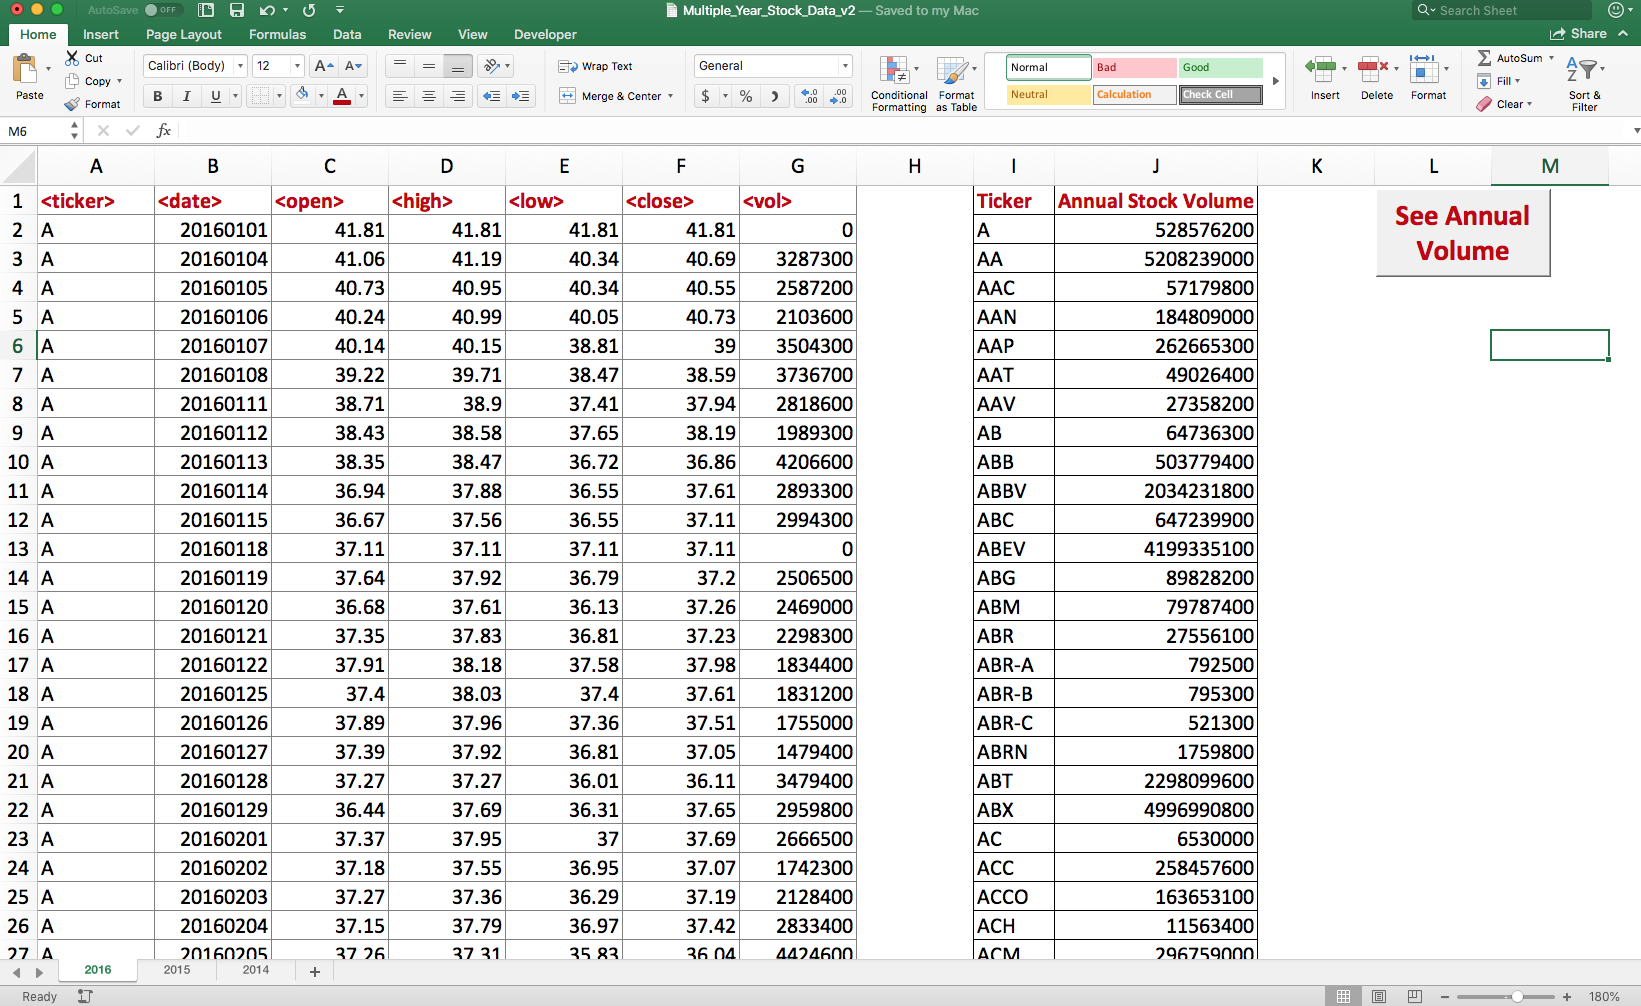 AutoSave OFF Multiple_Year_Stock_Data_v2 — Saved to my Mac Search Sheet
Home Insert Page Layout Formulas Data Review View Developer Share
Paste
Cut
Copy
Format
Calibri (Body) 12 A A
B I U A
Wrap Text
Merge & Center
General
$ % .0 .00 .00 .0
Conditional Formatting
Format as Table
Normal Bad Good
Neutral Calculation Check Cell
Insert Delete Format
AutoSum
Fill
Clear
Sort & Filter
M6 fx
A B C D E F G H I J K L M
1 <ticker> <date> <open> <high> <low> <close> <vol> Ticker Annual Stock Volume
See Annual
Volume
2 A 20160101 41.81 41.81 41.81 41.81 0 A 528576200
3 A 20160104 41.06 41.19 40.34 40.69 3287300 AA 5208239000
4 A 20160105 40.73 40.95 40.34 40.55 2587200 AAC 57179800
5 A 20160106 40.24 40.99 40.05 40.73 2103600 AAN 184809000
6 A 20160107 40.14 40.15 38.81 39 3504300 AAP 262665300
7 A 20160108 39.22 39.71 38.47 38.59 3736700 AAT 49026400
8 A 20160111 38.71 38.9 37.41 37.94 2818600 AAV 27358200
9 A 20160112 38.43 38.58 37.65 38.19 1989300 AB 64736300
10 A 20160113 38.35 38.47 36.72 36.86 4206600 ABB 503779400
11 A 20160114 36.94 37.88 36.55 37.61 2893300 ABBV 2034231800
12 A 20160115 36.67 37.56 36.55 37.11 2994300 ABC 647239900
13 A 20160118 37.11 37.11 37.11 37.11 0 ABEV 4199335100
14 A 20160119 37.64 37.92 36.79 37.2 2506500 ABG 89828200
15 A 20160120 36.68 37.61 36.13 37.26 2469000 ABM 79787400
16 A 20160121 37.35 37.83 36.81 37.23 2298300 ABR 27556100
17 A 20160122 37.91 38.18 37.58 37.98 1834400 ABR-A 792500
18 A 20160125 37.4 38.03 37.4 37.61 1831200 ABR-B 795300
19 A 20160126 37.89 37.96 37.36 37.51 1755000 ABR-C 521300
20 A 20160127 37.39 37.92 36.81 37.05 1479400 ABRN 1759800
21 A 20160128 37.27 37.27 36.01 36.11 3479400 ABT 2298099600
22 A 20160129 36.44 37.69 36.31 37.65 2959800 ABX 4996990800
23 A 20160201 37.37 37.95 37 37.69 2666500 AC 6530000
24 A 20160202 37.18 37.55 36.95 37.07 1742300 ACC 258457600
25 A 20160203 37.27 37.36 36.29 37.19 2128400 ACCO 163653100
26 A 20160204 37.15 37.79 36.97 37.42 2833400 ACH 11563400
27 A 20160205 37.26 37.31 35.83 36.04 4424600 ACM 296759000
2016 2015 2014 +
Ready 180%